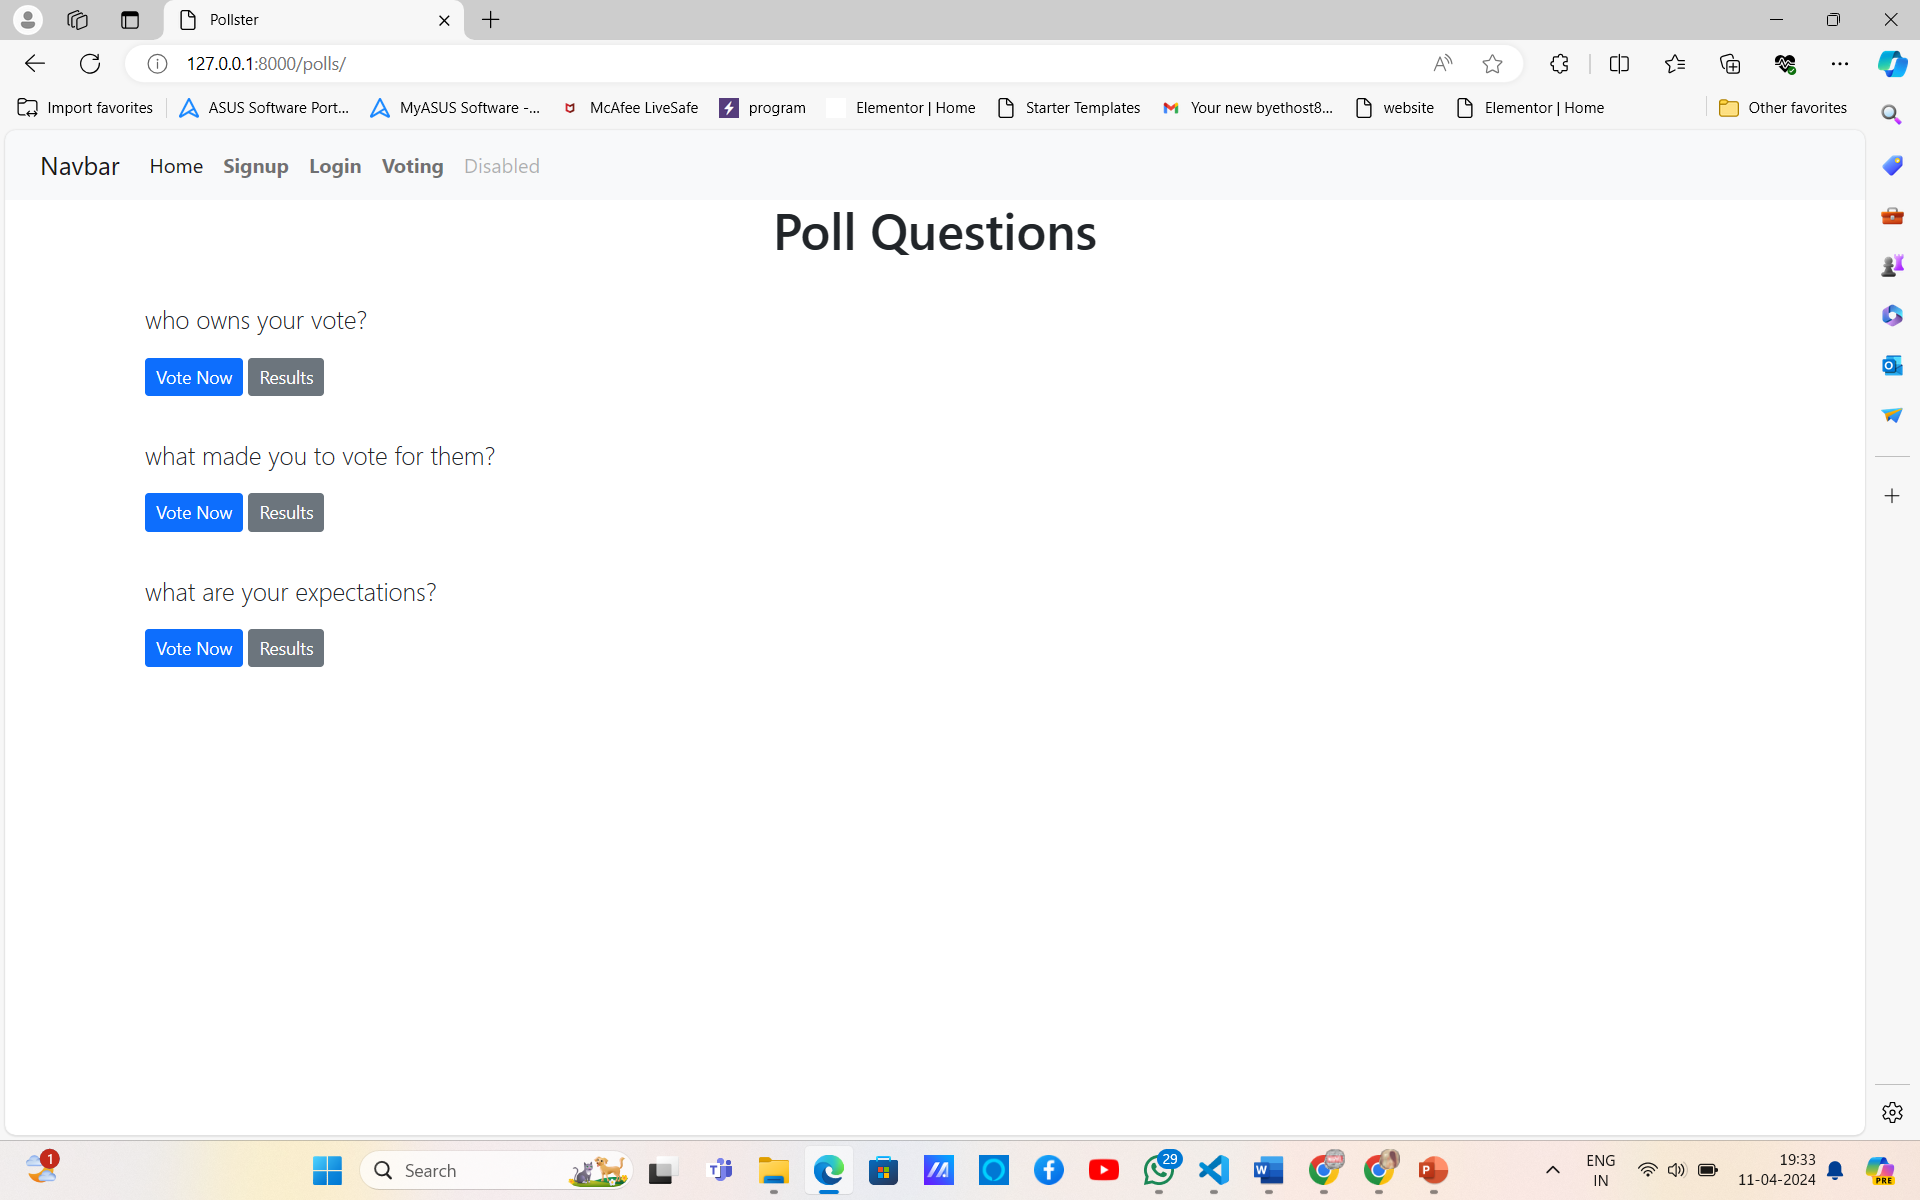 Pollster
127.0.0.1:8000/polls/
Import favorites ASUS Software Port... MyASUS Software -... McAfee LiveSafe program Elementor | Home Starter Templates Your new byethost8... website Elementor | Home Other favorites
Navbar Home Signup Login Voting Disabled
Poll Questions
who owns your vote?
Vote Now Results
what made you to vote for them?
Vote Now Results
what are your expectations?
Vote Now Results
1 Search 29 ENG 19:33
IN 11-04-2024 PRE